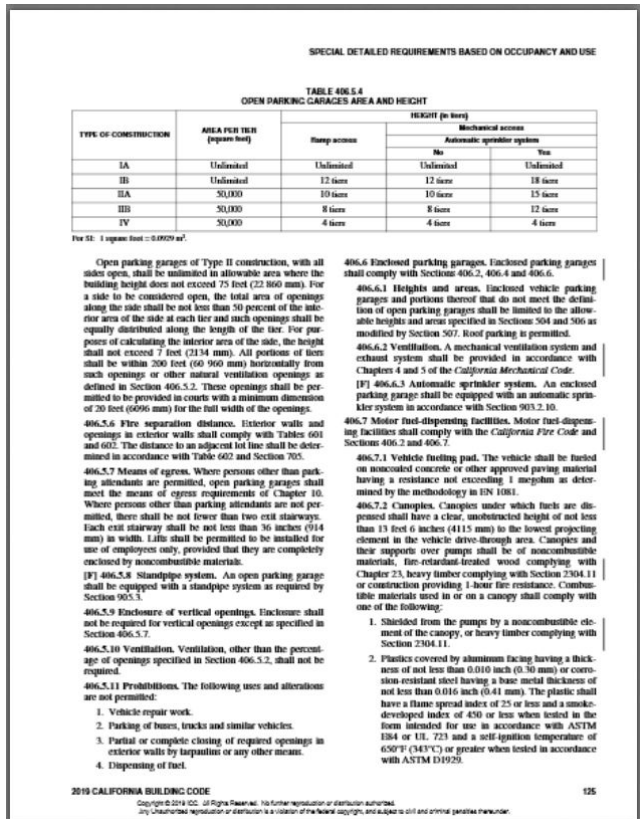 SPECIAL DETAILED REQUIREMENTS BASED ON OCCUPANCY AND USE
TABLE 406.5.4
OPEN PARKING GARAGES AREA AND HEIGHT
TYPE OF CONSTRUCTION
AREA PER TIER
(square feet)
HEIGHT (in tiers)
Ramp access
Mechanical access
Automatic sprinkler system
No
Yes
IA Unlimited Unlimited Unlimited Unlimited
IB Unlimited 12 tiers 12 tiers 18 tiers
IIA 50,000 10 tiers 10 tiers 15 tiers
IIB 50,000 8 tiers 8 tiers 12 tiers
IV 50,000 4 tiers 4 tiers 4 tiers
For SI: 1 square foot = 0.0929 m².
Open parking garages of Type II construction, with all
sides open, shall be unlimited in allowable area where the
building height does not exceed 75 feet (22 860 mm). For
a side to be considered open, the total area of openings
along the side shall be not less than 50 percent of the inte-
rior area of the side at each tier and such openings shall be
equally distributed along the length of the tier. For pur-
poses of calculating the interior area of the side, the height
shall not exceed 7 feet (2134 mm). All portions of tiers
shall be within 200 feet (60 960 mm) horizontally from
such openings or other natural ventilation openings as
defined in Section 406.5.2. These openings shall be per-
mitted to be provided in courts with a minimum dimension
of 20 feet (6096 mm) for the full width of the openings.
406.5.6 Fire separation distance. Exterior walls and
openings in exterior walls shall comply with Tables 601
and 602. The distance to an adjacent lot line shall be deter-
mined in accordance with Table 602 and Section 705.
406.5.7 Means of egress. Where persons other than park-
ing attendants are permitted, open parking garages shall
meet the means of egress requirements of Chapter 10.
Where persons other than parking attendants are not per-
mitted, there shall be not fewer than two exit stairways.
Each exit stairway shall be not less than 36 inches (914
mm) in width. Lifts shall be permitted to be installed for
use of employees only, provided that they are completely
enclosed by noncombustible materials.
[F] 406.5.8 Standpipe system. An open parking garage
shall be equipped with a standpipe system as required by
Section 905.3.
406.5.9 Enclosure of vertical openings. Enclosure shall
not be required for vertical openings except as specified in
Section 406.5.7.
406.5.10 Ventilation. Ventilation, other than the percent-
age of openings specified in Section 406.5.2, shall not be
required.
406.5.11 Prohibitions. The following uses and alterations
are not permitted:
1. Vehicle repair work.
2. Parking of buses, trucks and similar vehicles.
3. Partial or complete closing of required openings in
exterior walls by tarpaulins or any other means.
4. Dispensing of fuel.
406.6 Enclosed parking garages. Enclosed parking garages
shall comply with Sections 406.2, 406.4 and 406.6.
406.6.1 Heights and areas. Enclosed vehicle parking
garages and portions thereof that do not meet the defini-
tion of open parking garages shall be limited to the allow-
able heights and areas specified in Sections 504 and 506 as
modified by Section 507. Roof parking is permitted.
406.6.2 Ventilation. A mechanical ventilation system and
exhaust system shall be provided in accordance with
Chapters 4 and 5 of the California Mechanical Code.
[F] 406.6.3 Automatic sprinkler system. An enclosed
parking garage shall be equipped with an automatic sprin-
kler system in accordance with Section 903.2.10.
406.7 Motor fuel-dispensing facilities. Motor fuel-dispens-
ing facilities shall comply with the California Fire Code and
Sections 406.2 and 406.7.
406.7.1 Vehicle fueling pad. The vehicle shall be fueled
on noncoated concrete or other approved paving material
having a resistance not exceeding 1 megohm as deter-
mined by the methodology in EN 1081.
406.7.2 Canopies. Canopies under which fuels are dis-
pensed shall have a clear, unobstructed height of not less
than 13 feet 6 inches (4115 mm) to the lowest projecting
element in the vehicle drive-through area. Canopies and
their supports over pumps shall be of noncombustible
materials, fire-retardant-treated wood complying with
Chapter 23, heavy timber complying with Section 2304.11
or construction providing 1-hour fire resistance. Combus-
tible materials used in or on a canopy shall comply with
one of the following:
1. Shielded from the pumps by a noncombustible ele-
ment of the canopy, or heavy timber complying with
Section 2304.11.
2. Plastics covered by aluminum facing having a thick-
ness of not less than 0.010 inch (0.30 mm) or corro-
sion-resistant steel having a base metal thickness of
not less than 0.016 inch (0.41 mm). The plastic shall
have a flame spread index of 25 or less and a smoke-
developed index of 450 or less when tested in the
form intended for use in accordance with ASTM
E84 or UL 723 and a self-ignition temperature of
650°F (343°C) or greater when tested in accordance
with ASTM D1929.
2019 CALIFORNIA BUILDING CODE
125
Copyright © 2019 ICC. All Rights Reserved. No further reproduction or distribution authorized.
Any Unauthorized reproduction or distribution is a violation of the federal copyright, and subject to civil and criminal penalties thereunder.